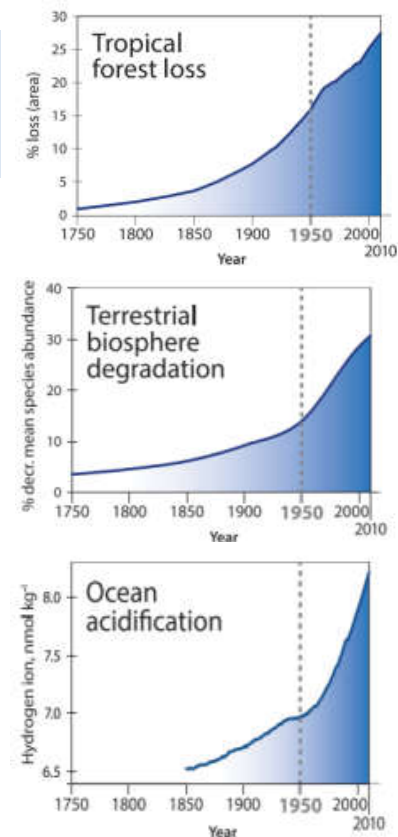 Tropical
forest loss
% loss (area)
30
25
20
15
10
5
0
1750 1800 1850 1900 1950 2000
2010
Year
Terrestrial
biosphere
degradation
% decr. mean species abundance
40
30
20
10
0
1750 1800 1850 1900 1950 2000
2010
Year
Ocean
acidification
Hydrogen ion, nmol kg⁻¹
8.0
7.5
7.0
6.5
1750 1800 1850 1900 1950 2000
2010
Year